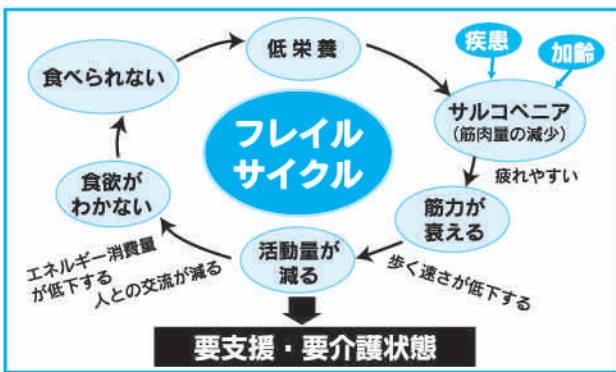 低栄養
疾患
加齢
食べられない
サルコペニア
(筋肉量の減少)
フレイル
サイクル
疲れやすい
食欲が
わかない
筋力が
衰える
活動量が
減る
エネルギー消費量
が低下する
人との交流が減る
歩く速さが低下する
要支援・要介護状態